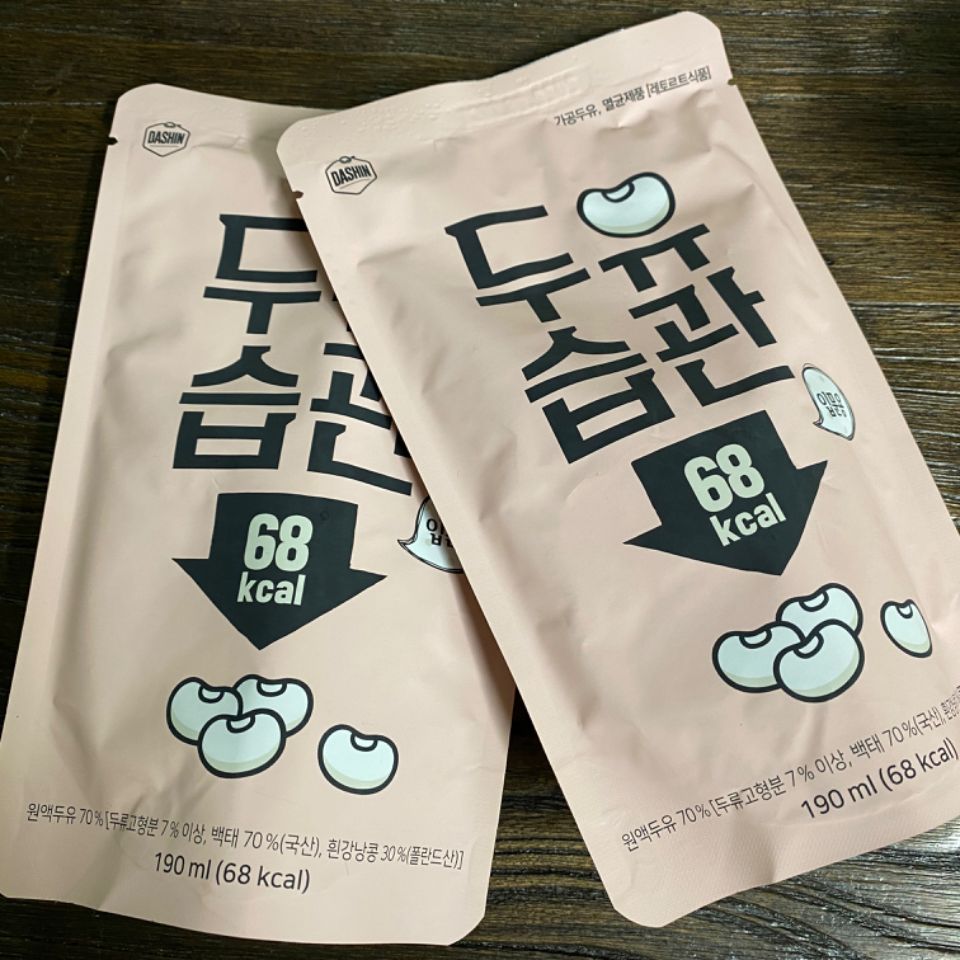 DASHIN
두유
습관
68
kcal
원액두유 70%[두류고형분 7%이상, 백태 70%(국산), 흰강낭콩 30%(폴란드산)]
190 ml (68 kcal)
가공두유, 멸균제품 [레토르트식품]
DASHIN
두유
습관
68
kcal
원액두유 70%[두류고형분 7%이상, 백태 70%(국산),
190 ml (68 kcal)